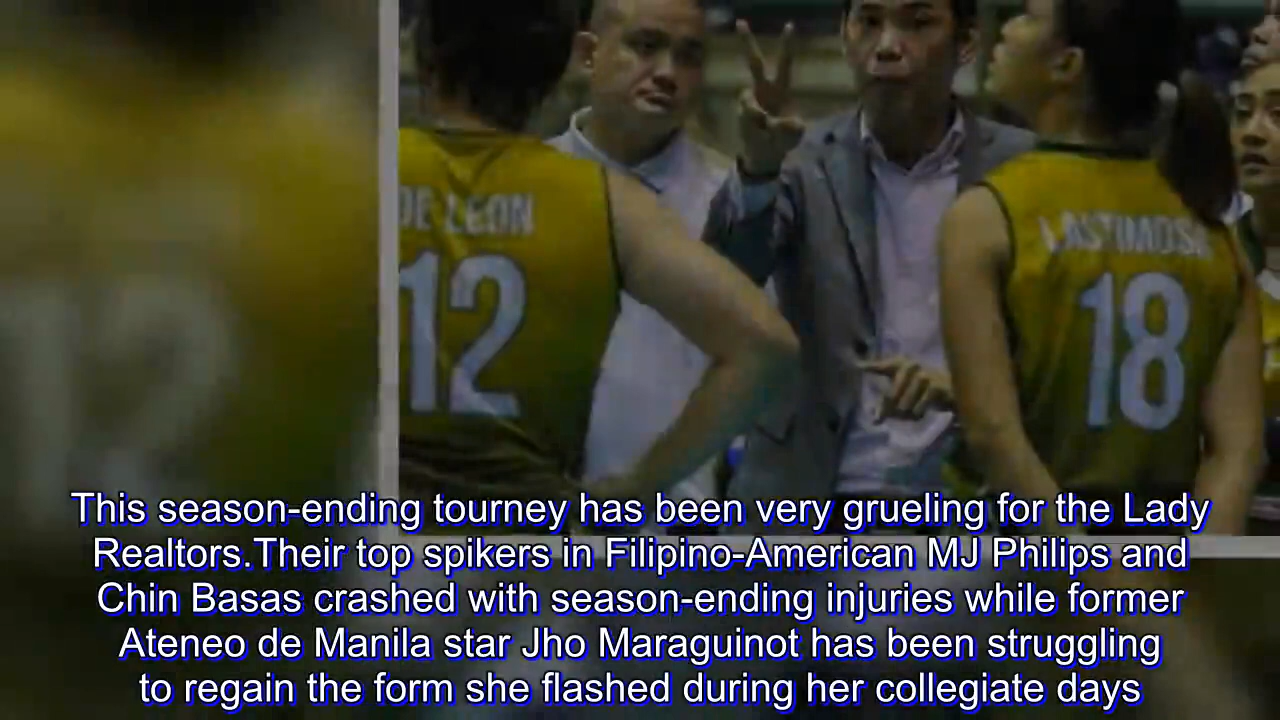 DE LEON
12
LASTIMOSA
18
12
This season-ending tourney has been very grueling for the Lady
Realtors.Their top spikers in Filipino-American MJ Philips and
Chin Basas crashed with season-ending injuries while former
Ateneo de Manila star Jho Maraguinot has been struggling
to regain the form she flashed during her collegiate days